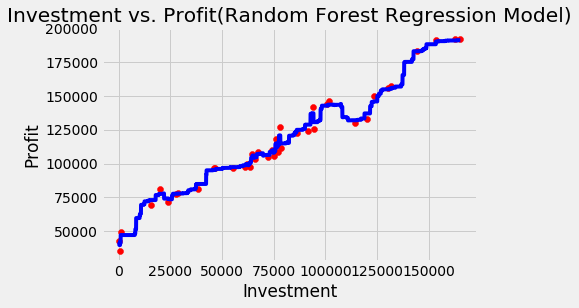 Investment vs. Profit(Random Forest Regression Model)
200000
175000
150000
125000
100000
75000
50000
Profit
0 25000 50000 75000 100000 125000 150000
Investment